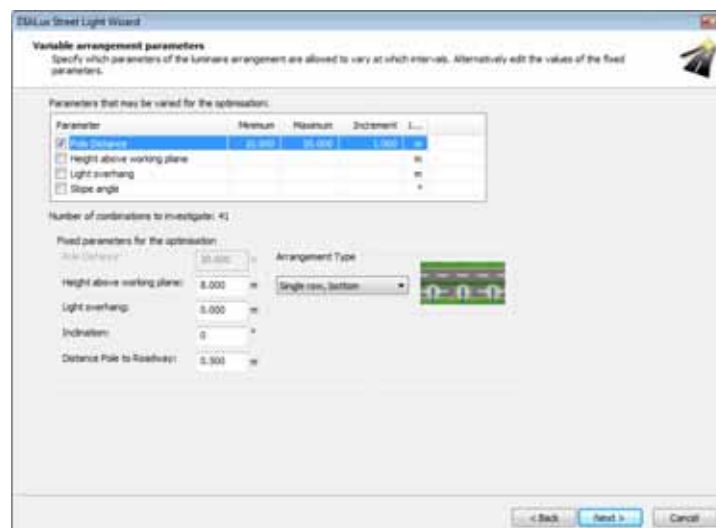 DIALux Street Light Wizard
Variable arrangement parameters
Specify which parameters of the luminaire arrangement are allowed to vary at which intervals. Alternatively edit the values of the fixed
parameters.
Parameters that may be varied for the optimisation:
Parameter Minimum Maximum Increment
Pole Distance 1.000 m
Height above working plane m
Light overhang m
Slope angle °
Number of combinations to investigate: 41
Fixed parameters for the optimisation
Pole Distance: 30.000 m Arrangement Type
Height above working plane: 8.000 m Single row, bottom
Light overhang: 0.000 m
Inclination: 0 °
Distance Pole to Roadway: 0.500 m
< Back Next > Cancel